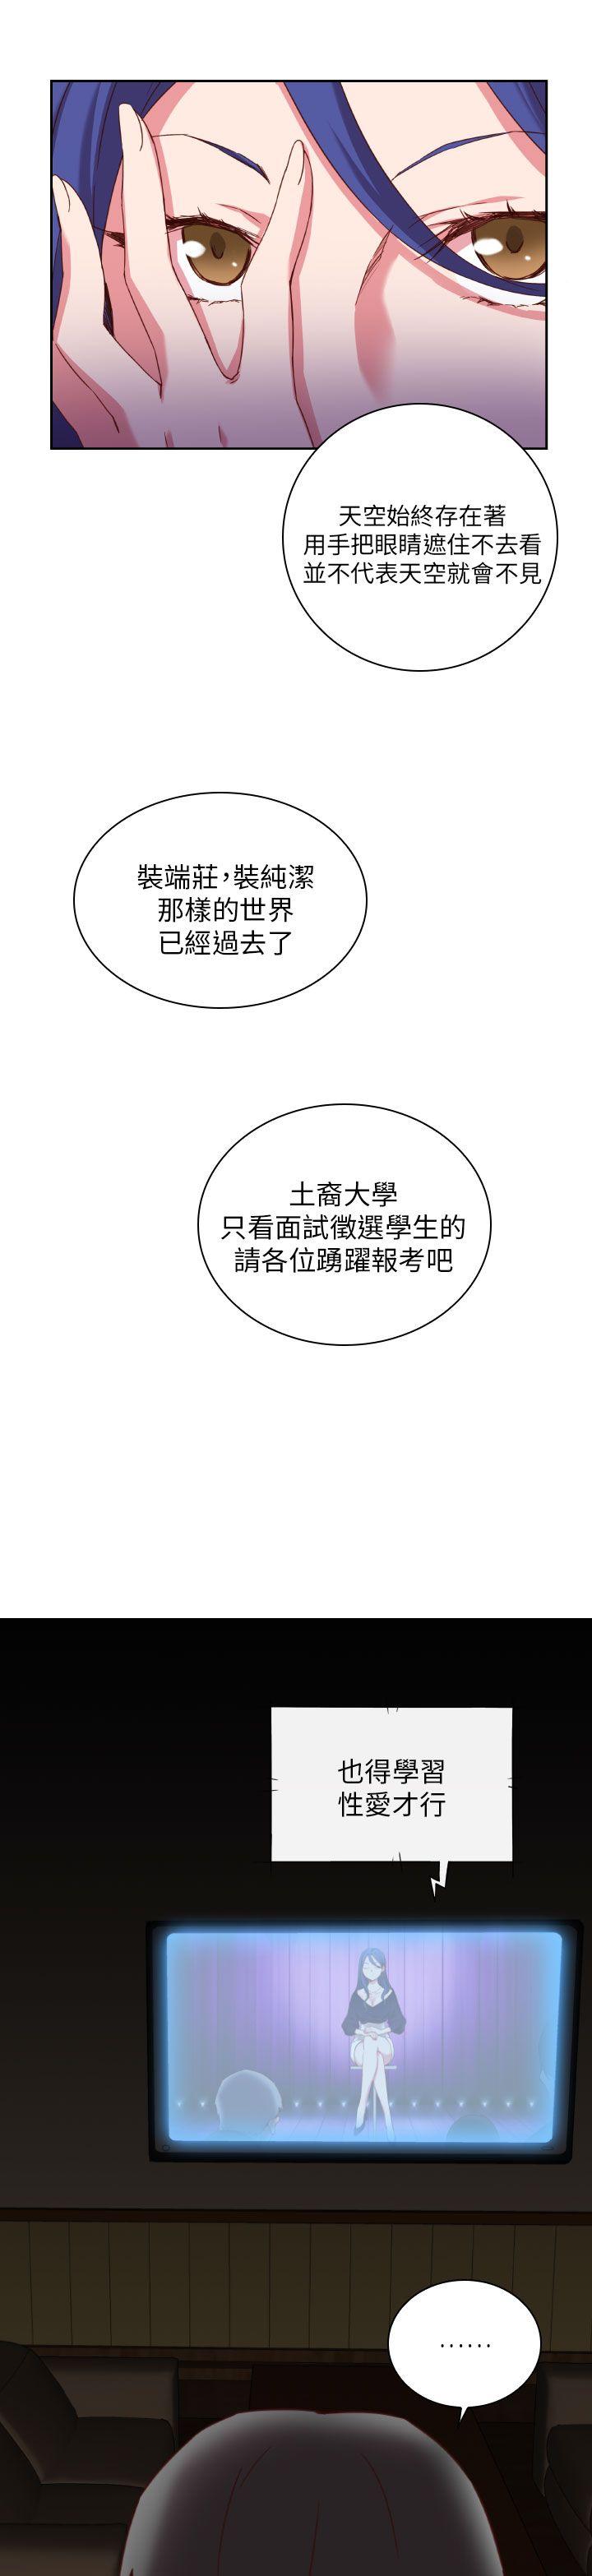 天空始終存在著
用手把眼睛遮住不去看
並不代表天空就會不見
裝端莊，裝純潔
那樣的世界
已經過去了
土裔大學
只看面試徵選學生的
請各位踴躍報考吧
也得學習
性愛才行
······